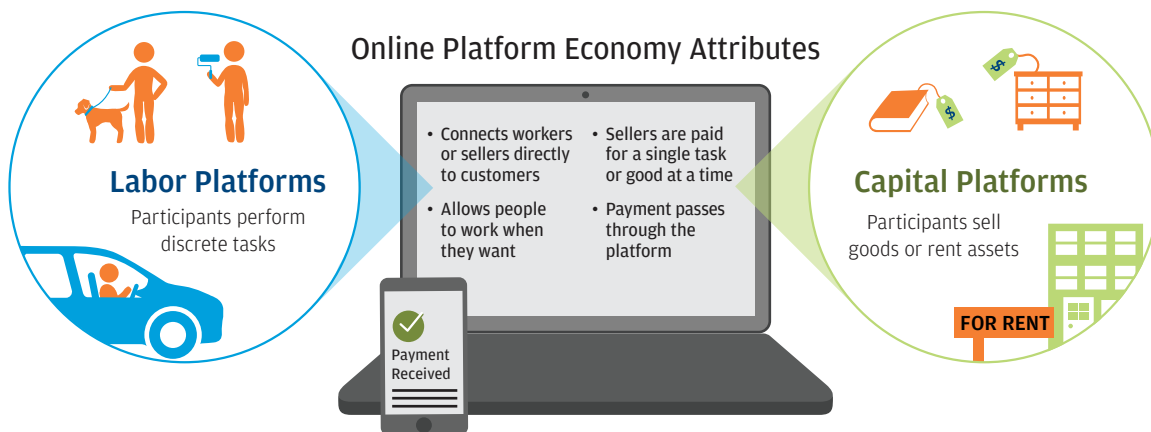 Online Platform Economy Attributes
Labor Platforms
Participants perform
discrete tasks
• Connects workers
or sellers directly
to customers
• Allows people
to work when
they want
• Sellers are paid
for a single task
or good at a time
• Payment passes
through the
platform
Payment
Received
$
$
Capital Platforms
Participants sell
goods or rent assets
FOR RENT